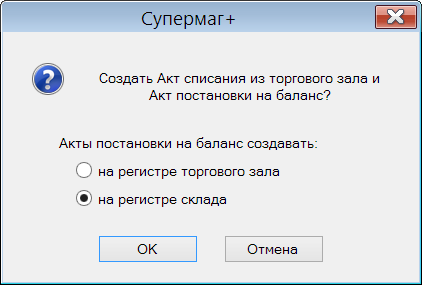 Супермаг+
Создать Акт списания из торгового зала и
Акт постановки на баланс?
Акты постановки на баланс создавать:
на регистре торгового зала
на регистре склада
OK
Отмена